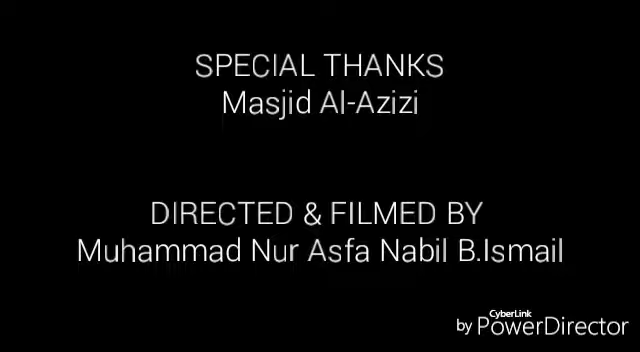 SPECIAL THANKS
Masjid Al-Azizi
DIRECTED & FILMED BY
Muhammad Nur Asfa Nabil B.Ismail
CyberLink
by PowerDirector